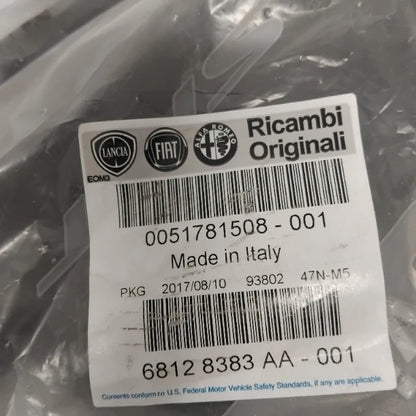 LANCIA
FIAT
ALFA ROMEO
Ricambi
Originali
EOM3
0051781508 - 001
Made in Italy
PKG 2017/08/10 93802 47N-M5
6812 8383 AA - 001
Contents conform to U.S. Federal Motor Vehicle Safety Standards, if any are applicable.